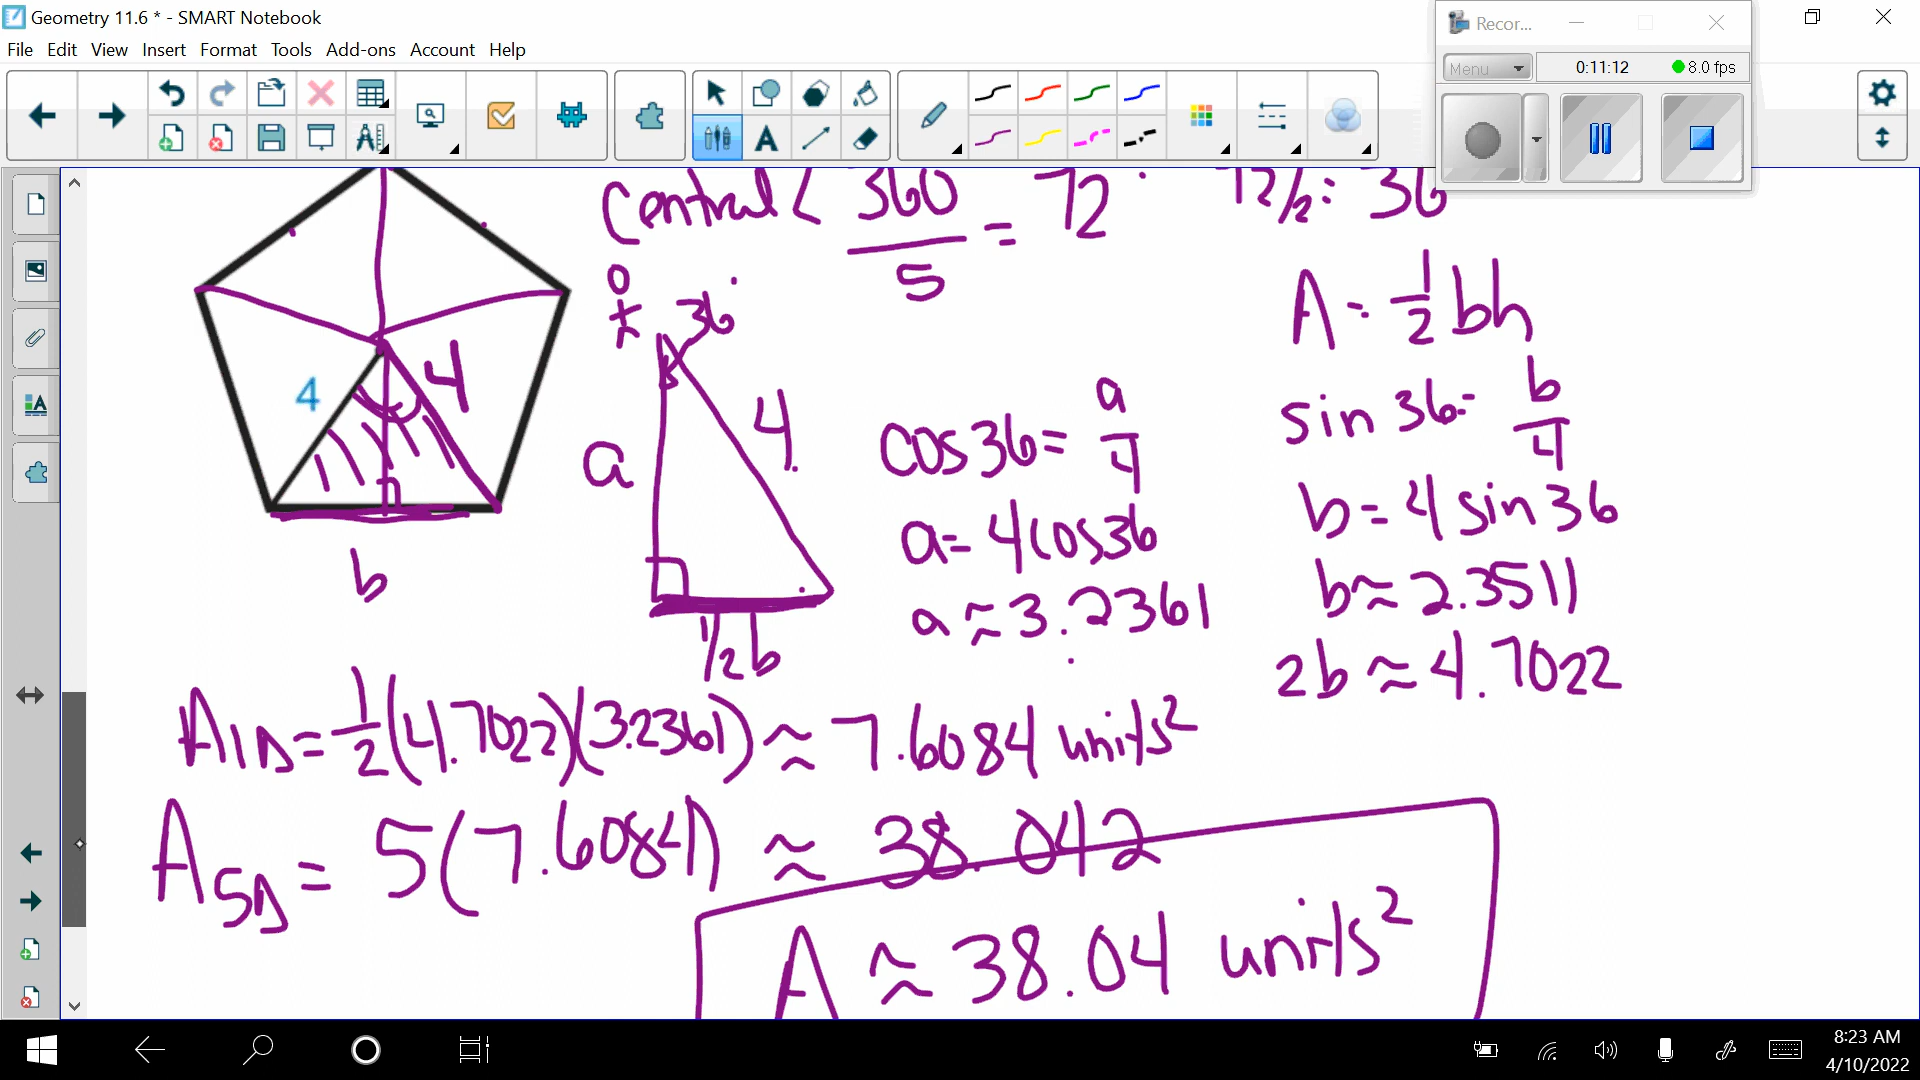 Geometry 11.6 * - SMART Notebook
File Edit View Insert Format Tools Add-ons Account Help
Recor...
Menu
0:11:12
8.0 fps
Central < 360/5 = 72° 72/2 = 36
36°
4
4
a
4
b
1/2 b
cos 36 = a/4
a = 4 cos 36
a ≈ 3.2361
A = 1/2 bh
sin 36 = b/4
b = 4 sin 36
b ≈ 2.3511
2b ≈ 4.7022
A1Δ = 1/2 (4.7022)(3.2361) ≈ 7.6084 units²
A5Δ = 5(7.6084) ≈ 38.042
A ≈ 38.04 units²
8:23 AM
4/10/2022